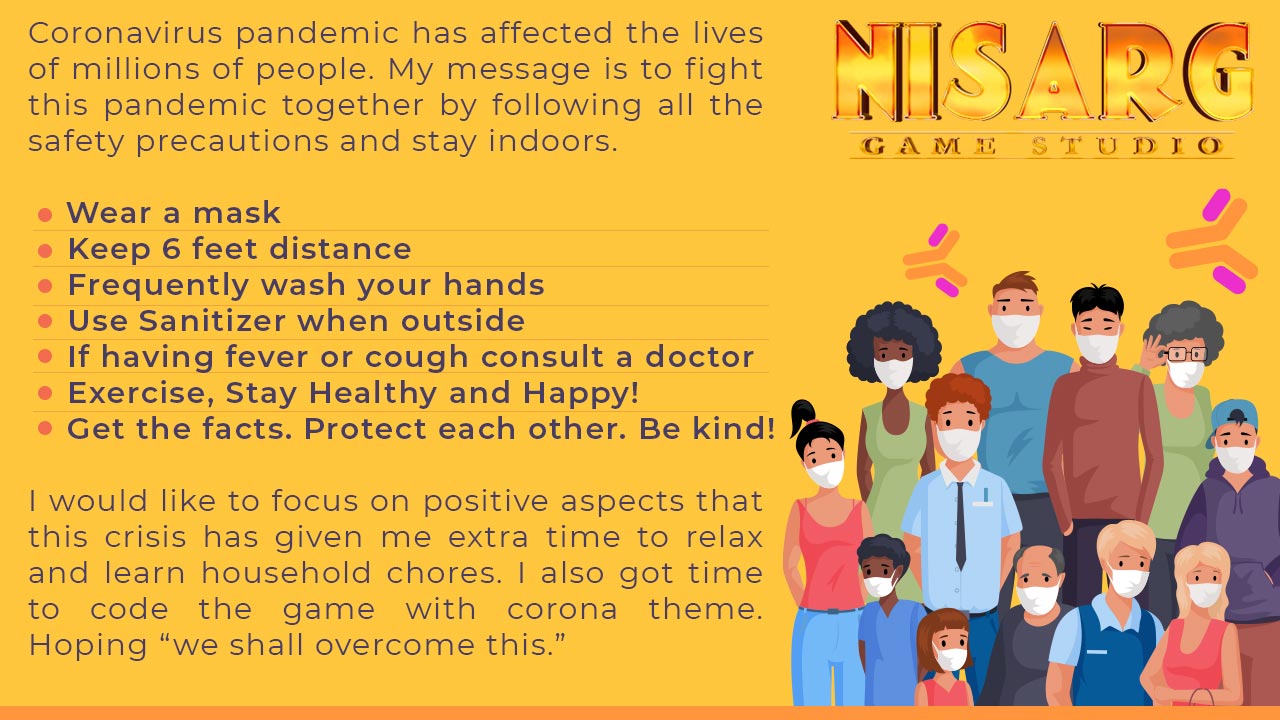 Coronavirus pandemic has affected the lives
of millions of people. My message is to fight
this pandemic together by following all the
safety precautions and stay indoors.
Wear a mask
Keep 6 feet distance
Frequently wash your hands
Use Sanitizer when outside
If having fever or cough consult a doctor
Exercise, Stay Healthy and Happy!
Get the facts. Protect each other. Be kind!
I would like to focus on positive aspects that
this crisis has given me extra time to relax
and learn household chores. I also got time
to code the game with corona theme.
Hoping “we shall overcome this.”
NISARG
GAME STUDIO